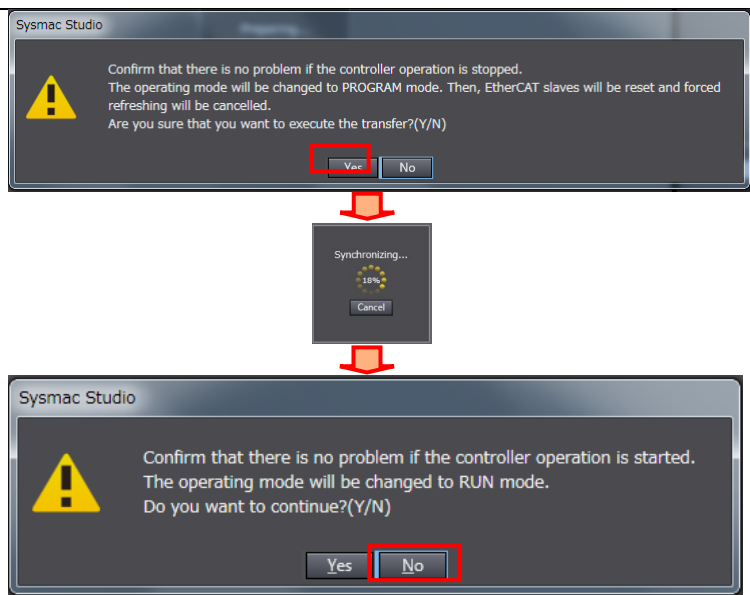 Sysmac Studio
Confirm that there is no problem if the controller operation is stopped.
The operating mode will be changed to PROGRAM mode. Then, EtherCAT slaves will be reset and forced
refreshing will be cancelled.
Are you sure that you want to execute the transfer?(Y/N)
Yes No
Synchronizing...
18%
Cancel
Sysmac Studio
Confirm that there is no problem if the controller operation is started.
The operating mode will be changed to RUN mode.
Do you want to continue?(Y/N)
Yes No